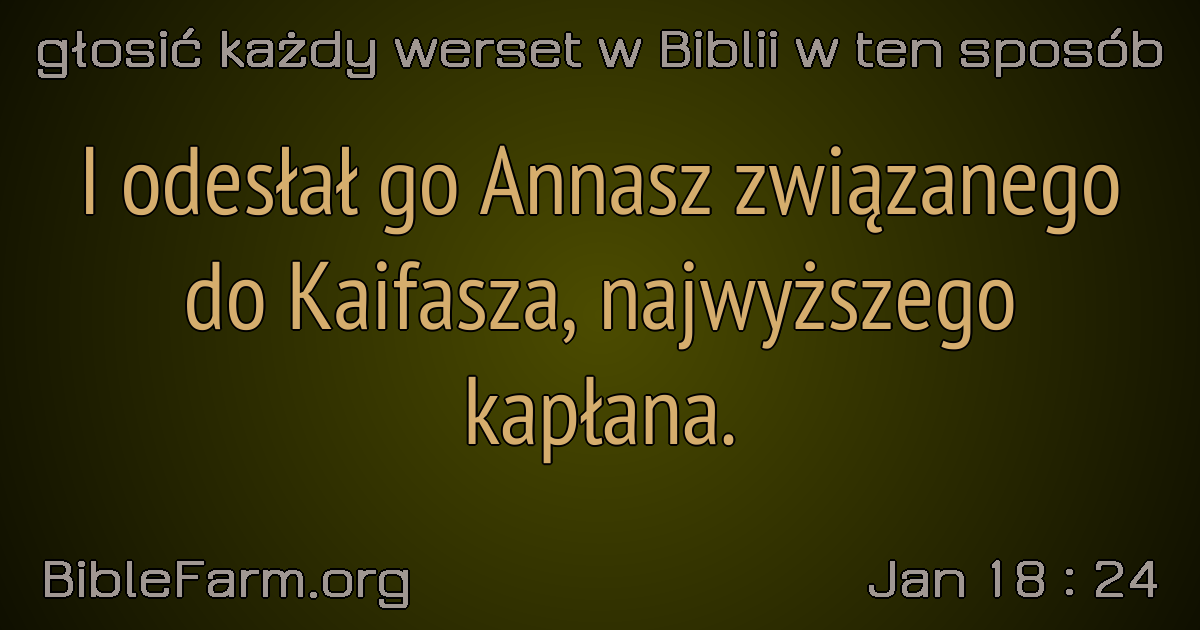 głosić każdy werset w Biblii w ten sposób
I odesłał go Annasz związanego
do Kaifasza, najwyższego
kapłana.
BibleFarm.org
Jan 18 : 24